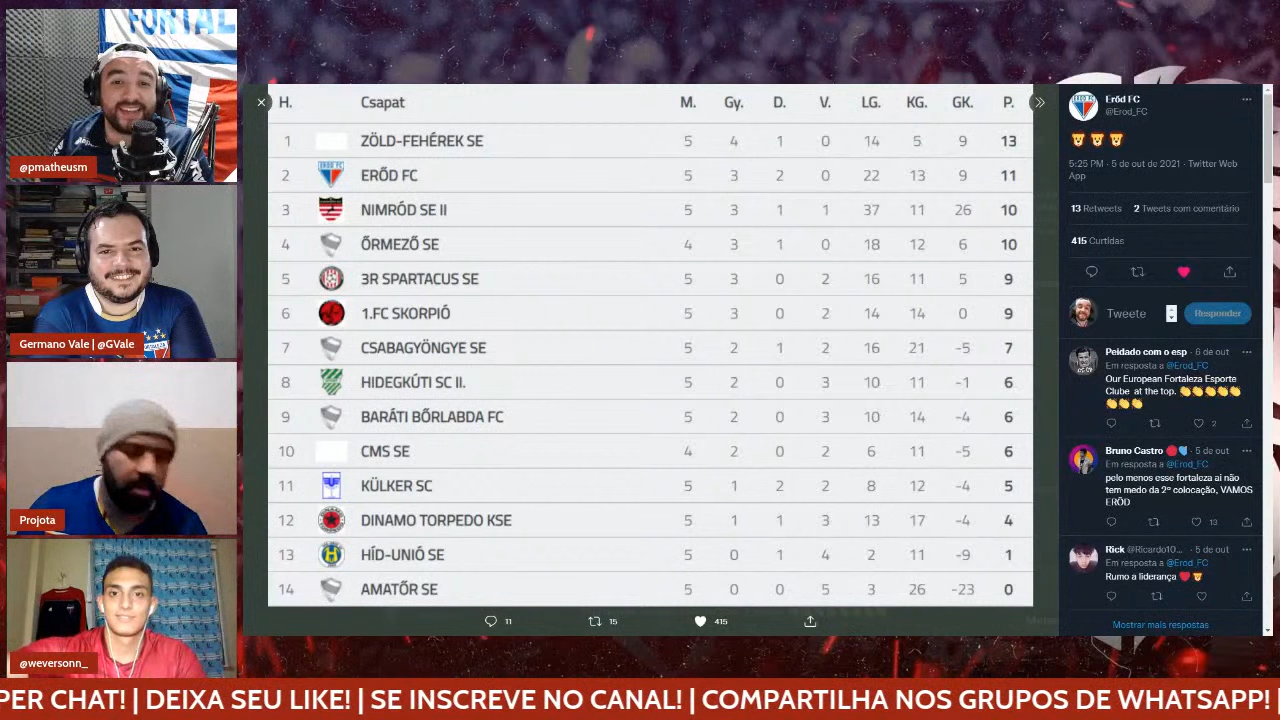 FORTAL
@pmatheusm
Germano Vale | @GVale
Projota
@weversonn_
H. Csapat M. Gy. D. V. LG. KG. GK. P.
1 ZÖLD-FEHÉREK SE 5 4 1 0 14 5 9 13
2 ERŐD FC 5 3 2 0 22 13 9 11
3 NIMRÓD SE II 5 3 1 1 37 11 26 10
4 ŐRMEZŐ SE 4 3 1 0 18 12 6 10
5 3R SPARTACUS SE 5 3 0 2 16 11 5 9
6 1.FC SKORPIÓ 5 3 0 2 14 14 0 9
7 CSABAGYÖNGYE SE 5 2 1 2 16 21 -5 7
8 HIDEGKÚTI SC II. 5 2 0 3 10 11 -1 6
9 BARÁTI BŐRLABDA FC 5 2 0 3 10 14 -4 6
10 CMS SE 4 2 0 2 6 11 -5 6
11 KÜLKER SC 5 1 2 2 8 12 -4 5
12 DINAMO TORPEDO KSE 5 1 1 3 13 17 -4 4
13 HÍD-UNIÓ SE 5 0 1 4 2 11 -9 1
14 AMATŐR SE 5 0 0 5 3 26 -23 0
11 15 415
Erőd FC
@Erod_FC
5:25 PM · 5 de out de 2021 · Twitter Web
App
13 Retweets 2 Tweets com comentário
415 Curtidas
Tweete Responder
Peidado com o esp · 6 de out
Em resposta a @Erod_FC
Our European Fortaleza Esporte
Clube at the top. 👏👏👏👏👏
👏👏👏
2
Bruno Castro · 5 de out
Em resposta a @Erod_FC
pelo menos esse fortaleza ai não
tem medo da 2º colocação, VAMOS
ERŐD
13
Rick @Ricardo10... · 5 de out
Em resposta a @Erod_FC
Rumo a liderança
Mostrar mais respostas
PER CHAT! | DEIXA SEU LIKE! | SE INSCREVE NO CANAL! | COMPARTILHA NOS GRUPOS DE WHATSAPP! |